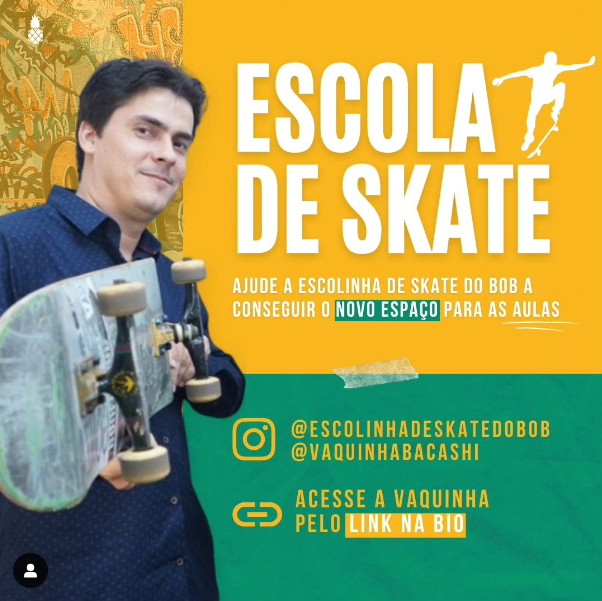 ESCOLA
DE SKATE
AJUDE A ESCOLINHA DE SKATE DO BOB A
CONSEGUIR O NOVO ESPAÇO PARA AS AULAS
@ESCOLINHADESKATEDOBOB
@VAQUINHABACASHI
ACESSE A VAQUINHA
PELO LINK NA BIO